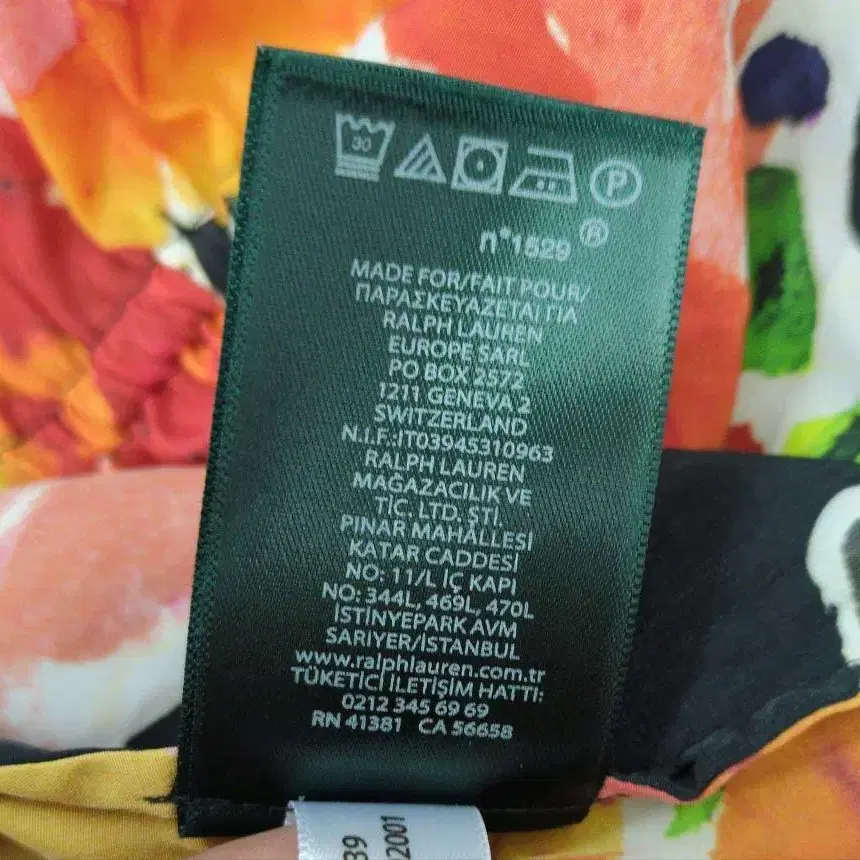 30
P
n°1529 ®
MADE FOR/FAIT POUR/
ΠΑΡΑΣΚΕΥΑΖΕΤΑΙ ΓΙΑ
RALPH LAUREN
EUROPE SARL
PO BOX 2572
1211 GENEVA 2
SWITZERLAND
N.I.F.:IT03945310963
RALPH LAUREN
MAĞAZACILIK VE
TİC. LTD. ŞTİ.
PINAR MAHALLESİ
KATAR CADDESİ
NO: 11/L İÇ KAPI
NO: 344L, 469L, 470L
İSTİNYEPARK AVM
SARIYER/İSTANBUL
www.ralphlauren.com.tr
TÜKETİCİ İLETİŞİM HATTI:
0212 345 69 69
RN 41381 CA 56658
39
2001